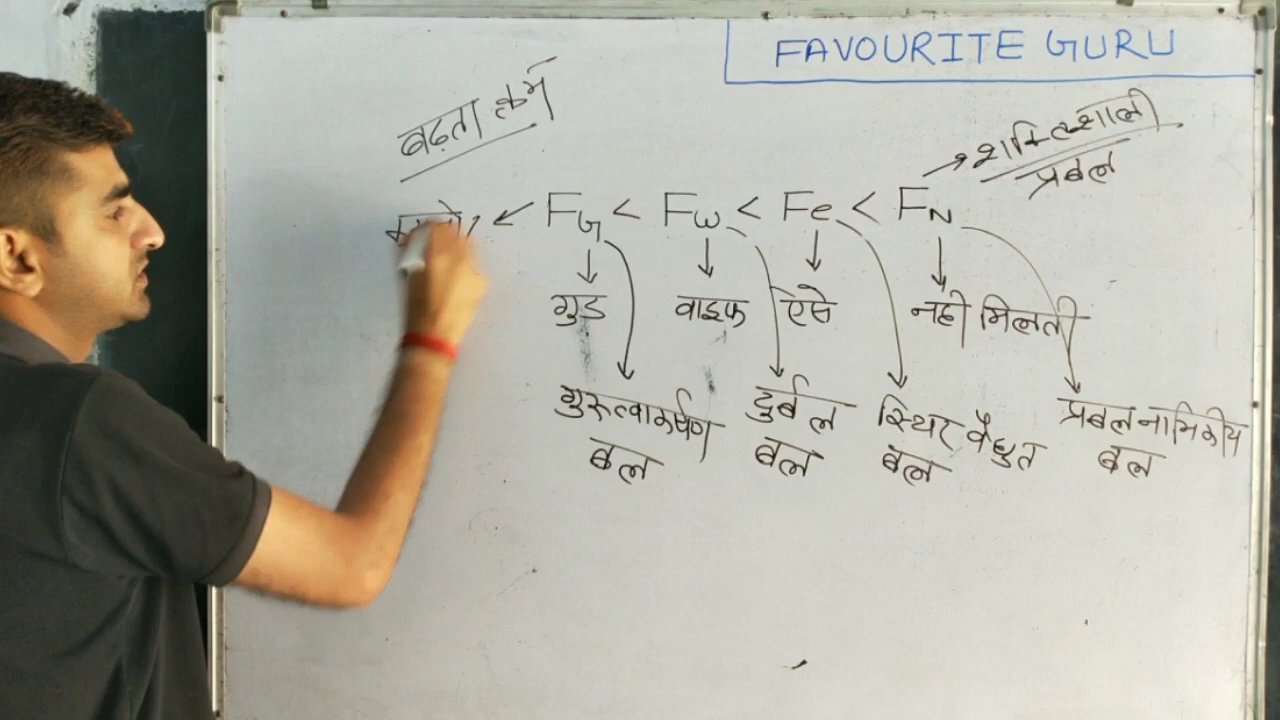 FAVOURITE GURU
बढ़ता क्रम
→ शक्तिशाली
प्रबल
← FG < Fw < Fe < FN
गुड वाइफ ऐसे नही मिलती
गुरुत्वाकर्षण दुर्बल स्थिर वैधुत प्रबल नाभिकीय
बल बल बल बल